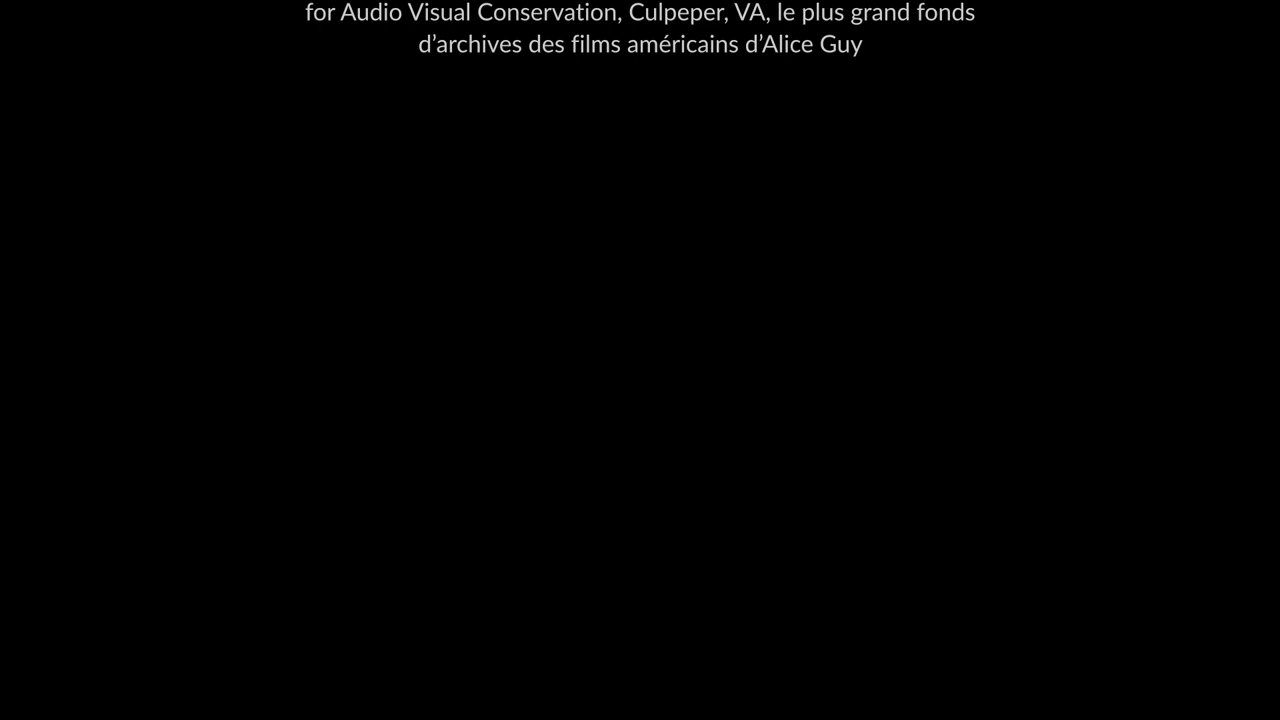 for Audio Visual Conservation, Culpeper, VA, le plus grand fonds
d’archives des films américains d’Alice Guy